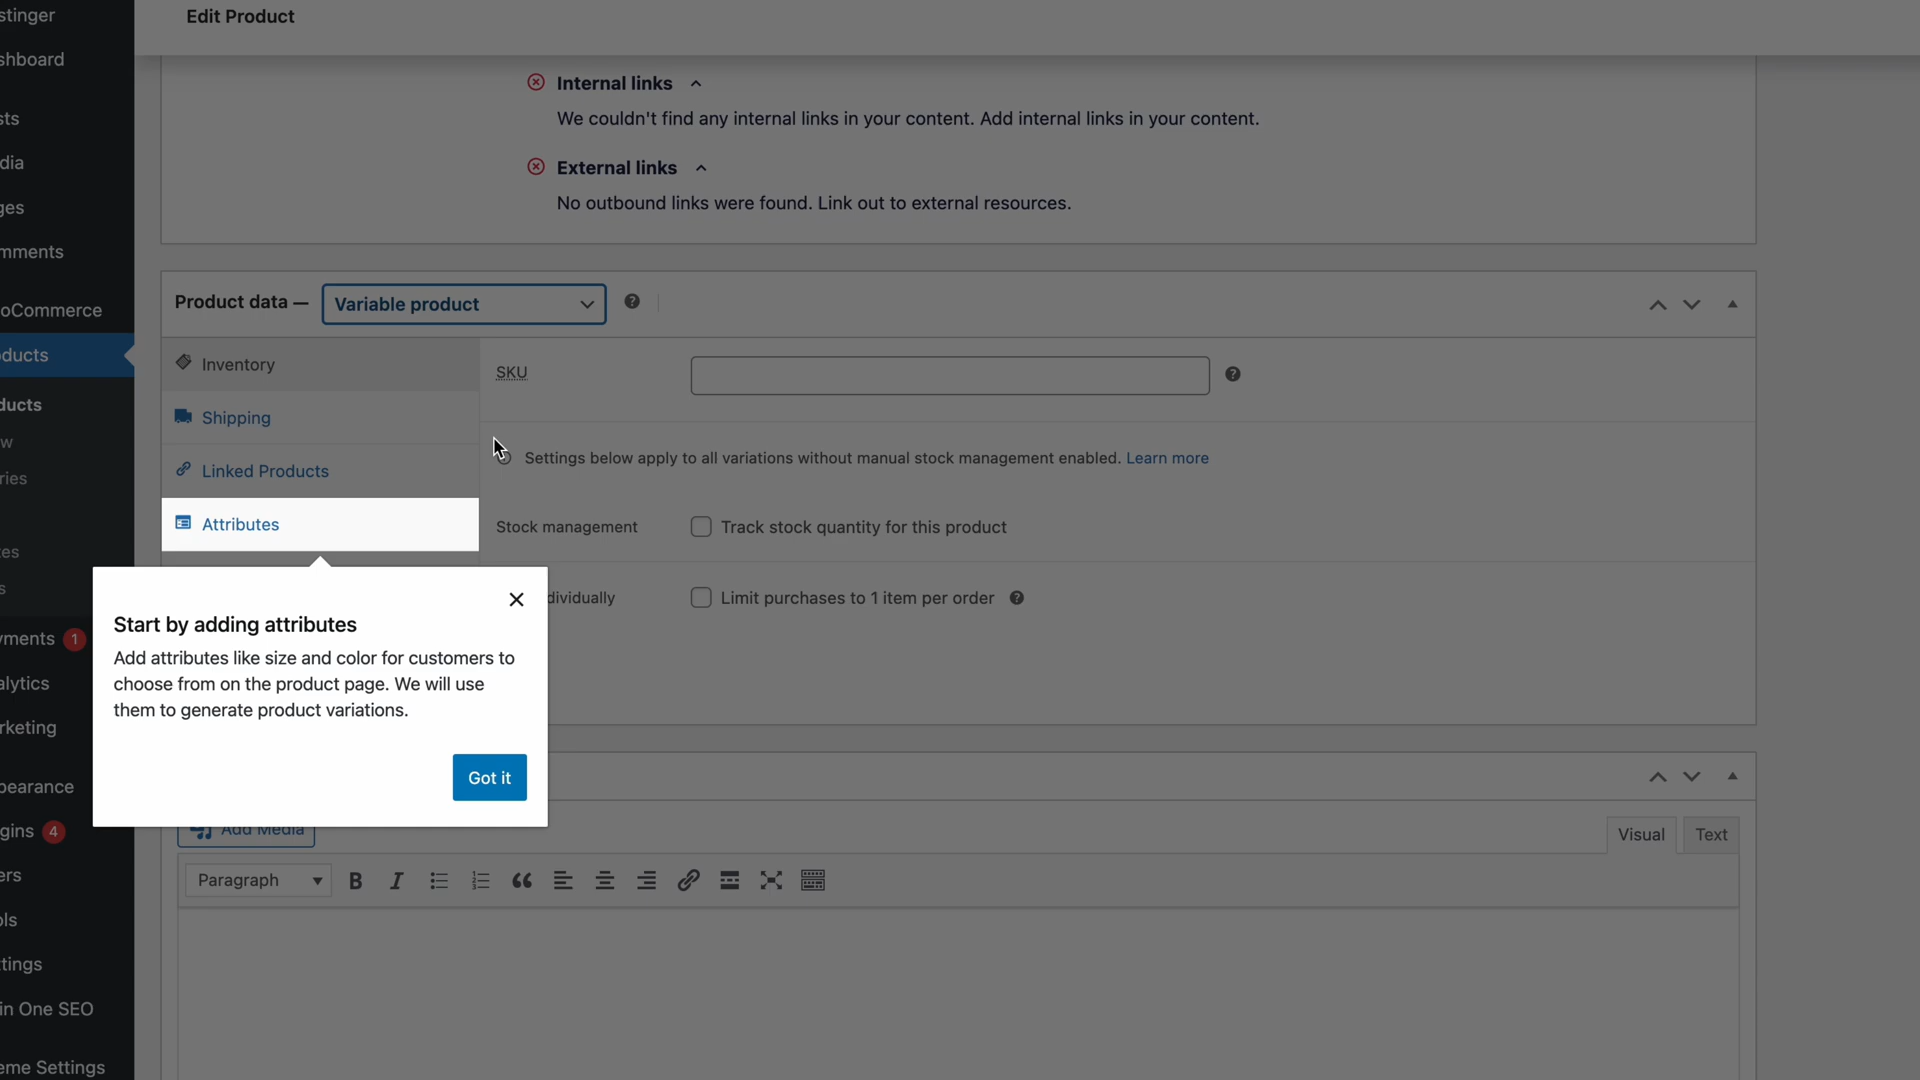 stinger
Edit Product
shboard
sts
dia
ges
mments
oCommerce
ducts
ducts
w
ries
tes
s
yments 1
alytics
rketing
pearance
gins 4
ers
ols
ttings
in One SEO
eme Settings
Internal links
We couldn't find any internal links in your content. Add internal links in your content.
External links
No outbound links were found. Link out to external resources.
Product data — Variable product
Inventory
Shipping
Linked Products
Attributes
SKU
Settings below apply to all variations without manual stock management enabled. Learn more
Stock management
Track stock quantity for this product
dividually
Limit purchases to 1 item per order
Start by adding attributes
Add attributes like size and color for customers to
choose from on the product page. We will use
them to generate product variations.
Got it
Add Media
Visual
Text
Paragraph